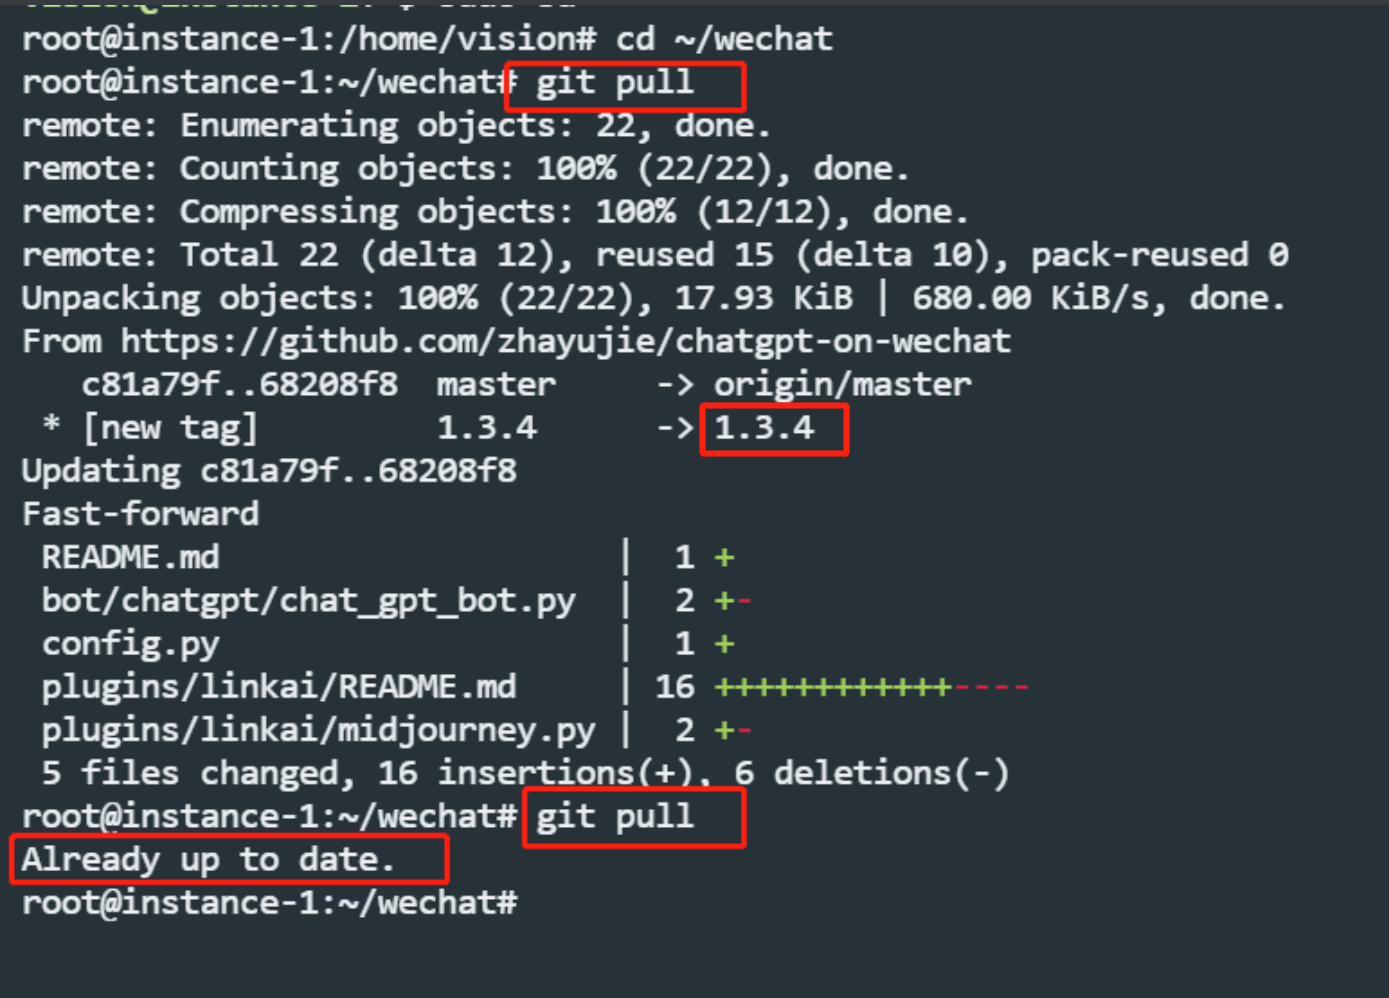 root@instance-1:/home/vision# cd ~/wechat
root@instance-1:~/wechat# git pull
remote: Enumerating objects: 22, done.
remote: Counting objects: 100% (22/22), done.
remote: Compressing objects: 100% (12/12), done.
remote: Total 22 (delta 12), reused 15 (delta 10), pack-reused 0
Unpacking objects: 100% (22/22), 17.93 KiB | 680.00 KiB/s, done.
From https://github.com/zhayujie/chatgpt-on-wechat
   c81a79f..68208f8  master     -> origin/master
 * [new tag]         1.3.4      -> 1.3.4
Updating c81a79f..68208f8
Fast-forward
 README.md                    |  1 +
 bot/chatgpt/chat_gpt_bot.py  |  2 +-
 config.py                    |  1 +
 plugins/linkai/README.md     | 16 ++++++++++++----
 plugins/linkai/midjourney.py |  2 +-
 5 files changed, 16 insertions(+), 6 deletions(-)
root@instance-1:~/wechat# git pull
Already up to date.
root@instance-1:~/wechat#